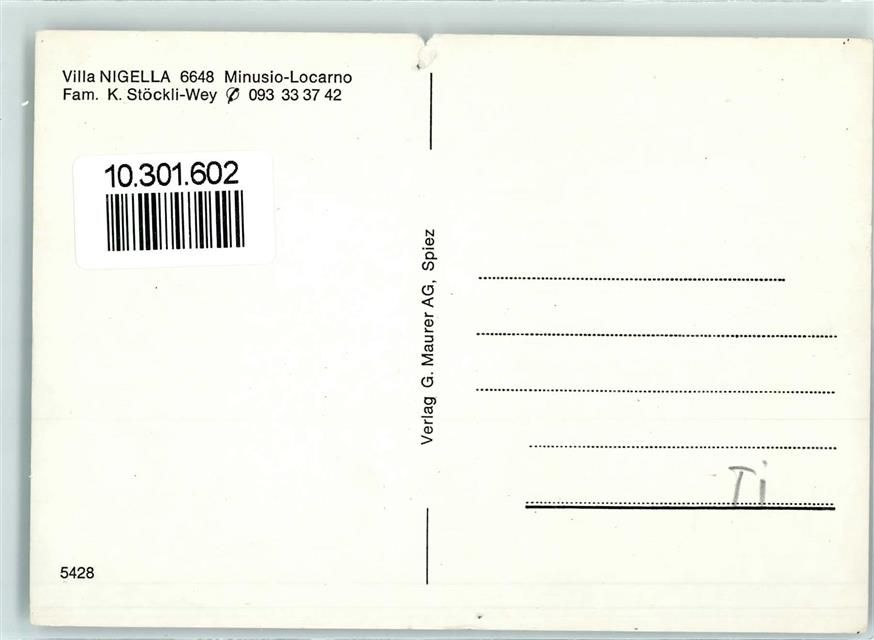 Villa NIGELLA 6648 Minusio-Locarno
Fam. K. Stöckli-Wey ✆ 093 33 37 42
10.301.602
Verlag G. Maurer AG, Spiez
Ti
5428